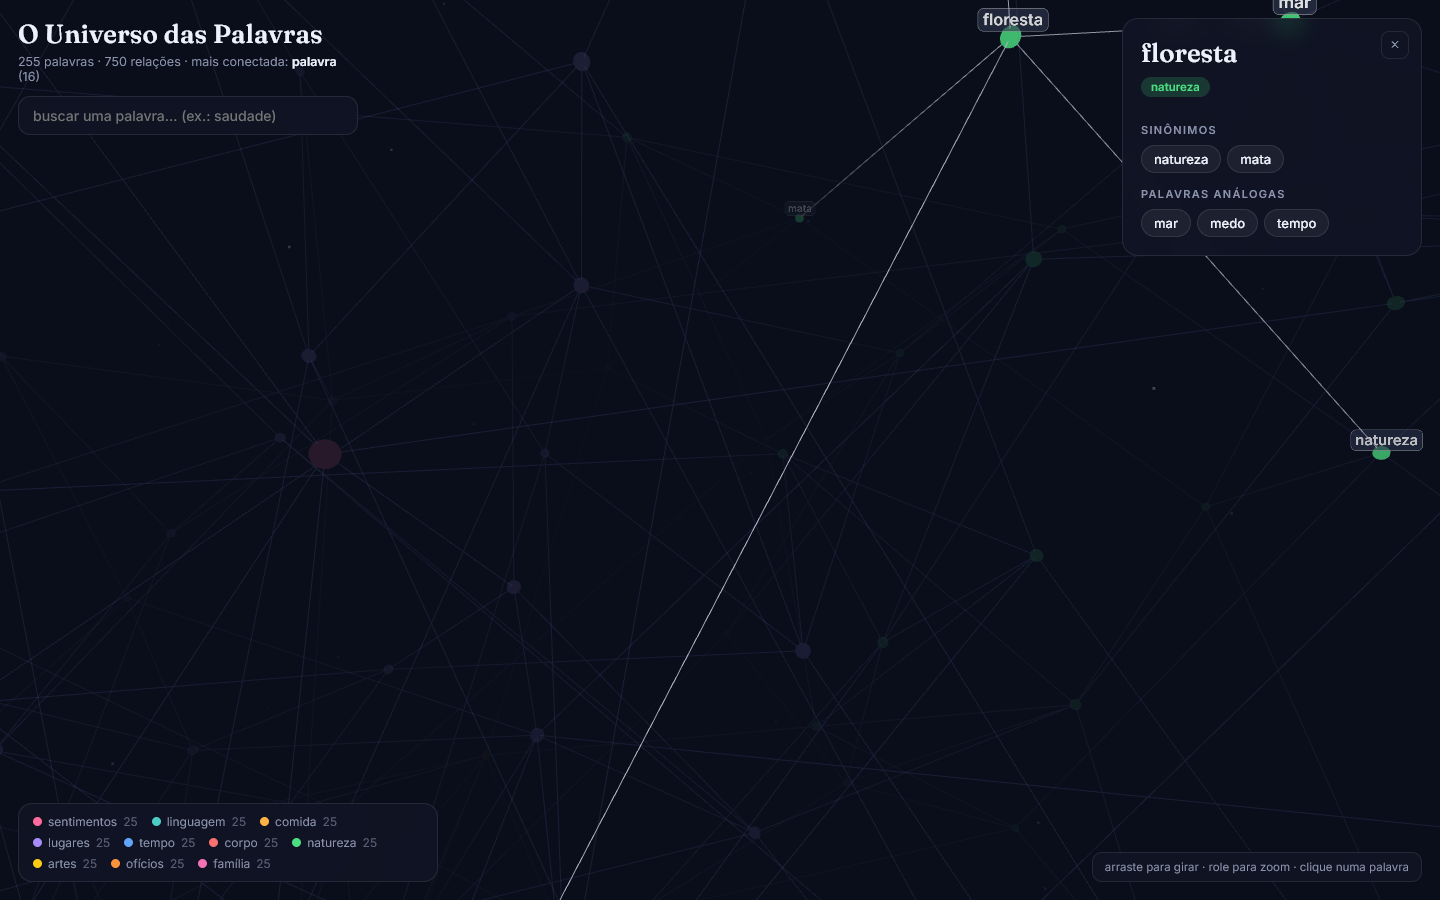 O Universo das Palavras
255 palavras · 750 relações · mais conectada: palavra
(16)
buscar uma palavra... (ex.: saudade)
floresta
mar
mata
natureza
floresta
×
natureza
SINÔNIMOS
natureza mata
PALAVRAS ANÁLOGAS
mar medo tempo
sentimentos 25 linguagem 25 comida 25
lugares 25 tempo 25 corpo 25 natureza 25
artes 25 ofícios 25 família 25
arraste para girar · role para zoom · clique numa palavra